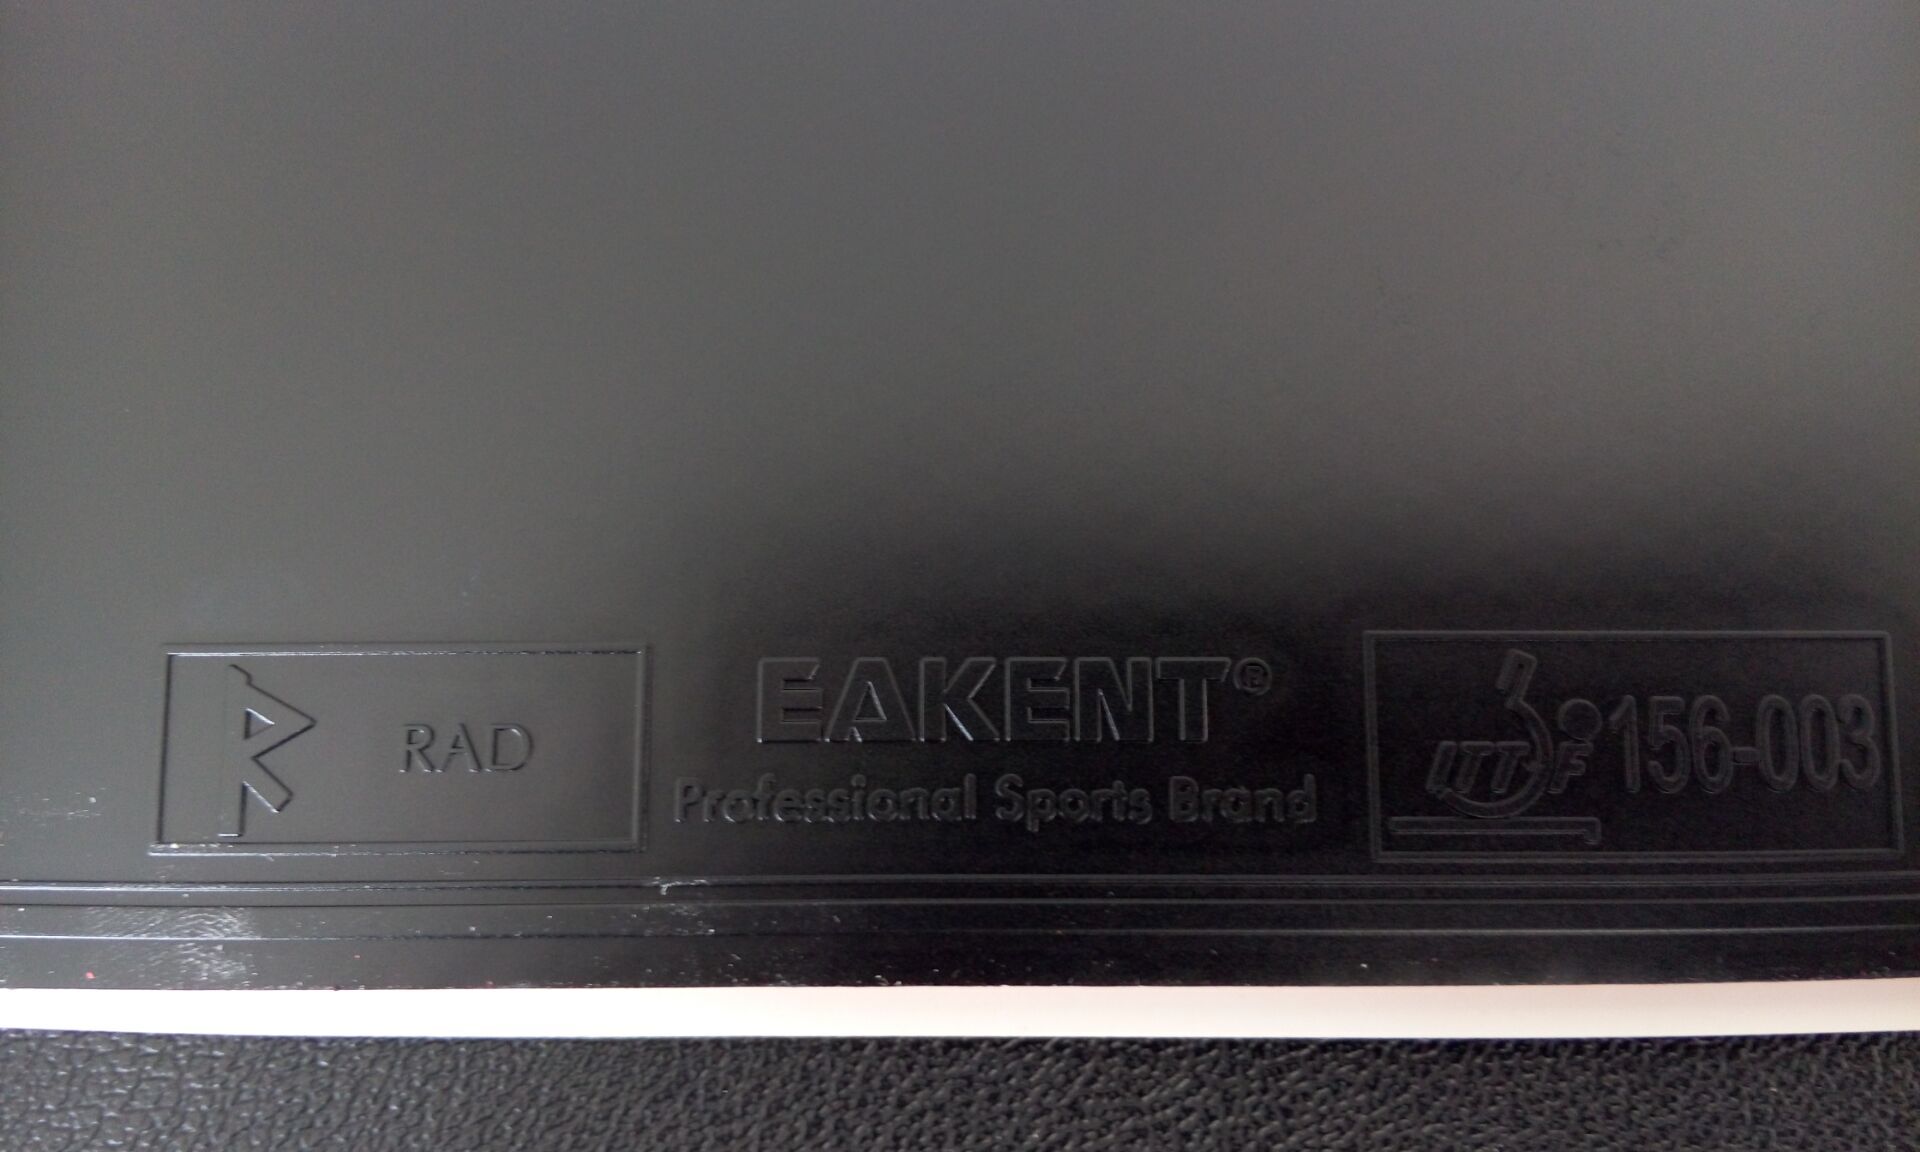 RAD
EAKENT®
Professional Sports Brand
ITTF 156-003